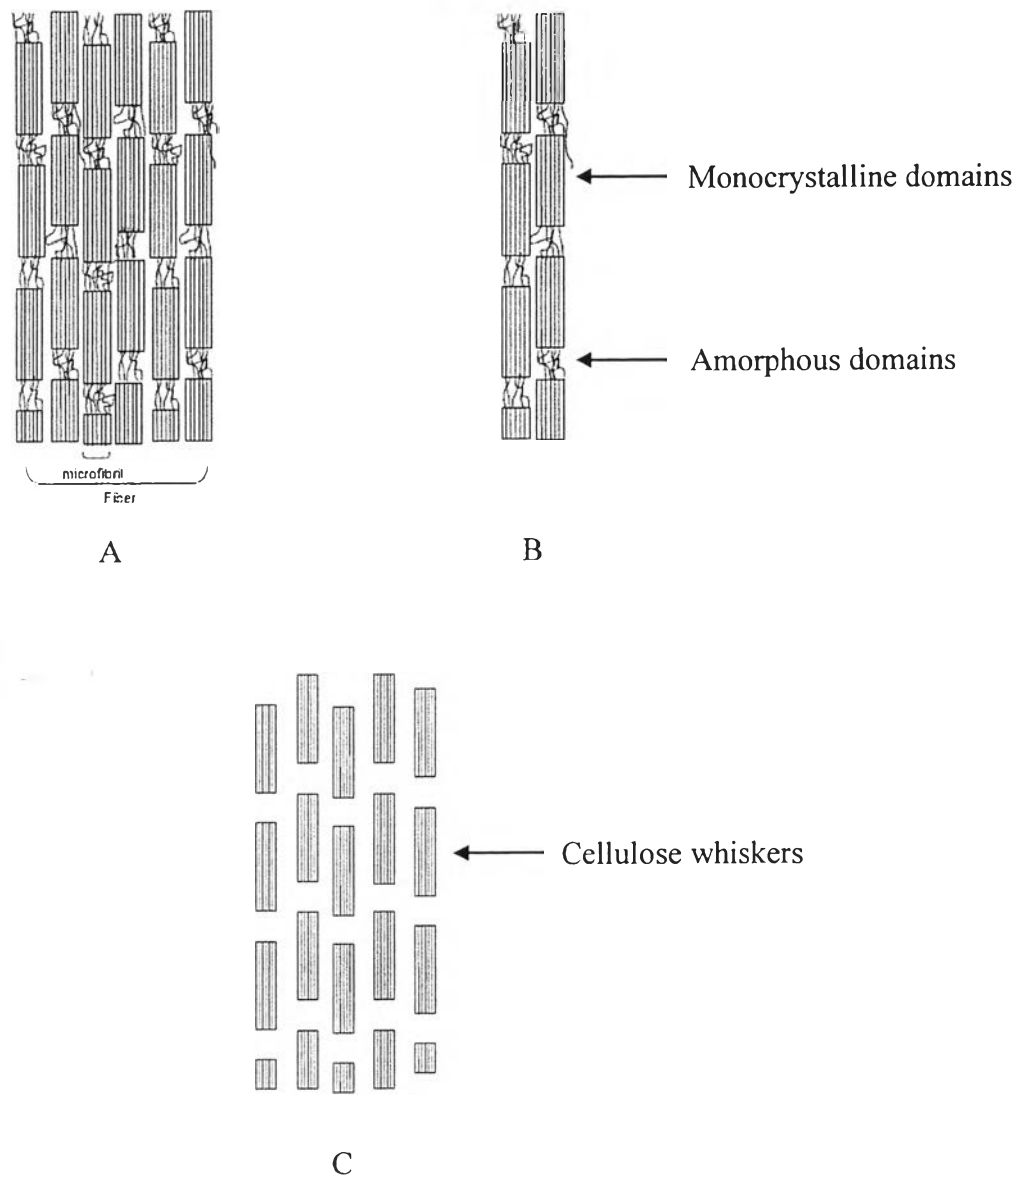 Monocrystalline domains
Amorphous domains
microfibril
Fiber
A
B
Cellulose whiskers
C